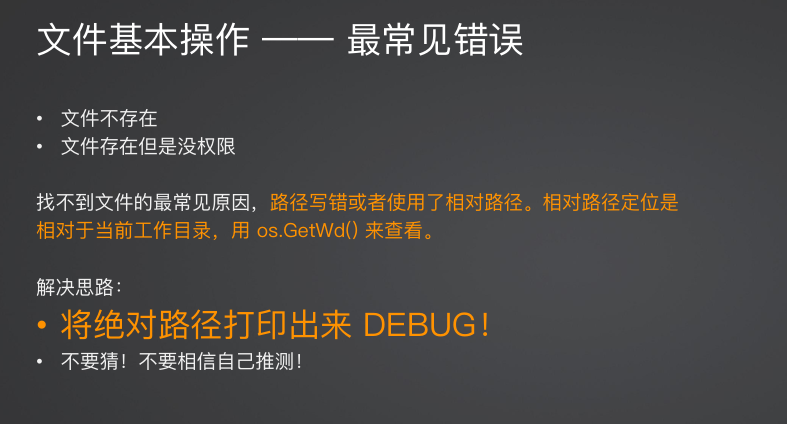 文件基本操作 —— 最常见错误
• 文件不存在
• 文件存在但是没权限
找不到文件的最常见原因，路径写错或者使用了相对路径。相对路径定位是
相对于当前工作目录，用 os.GetWd() 来查看。
解决思路：
• 将绝对路径打印出来 DEBUG！
• 不要猜！不要相信自己推测！